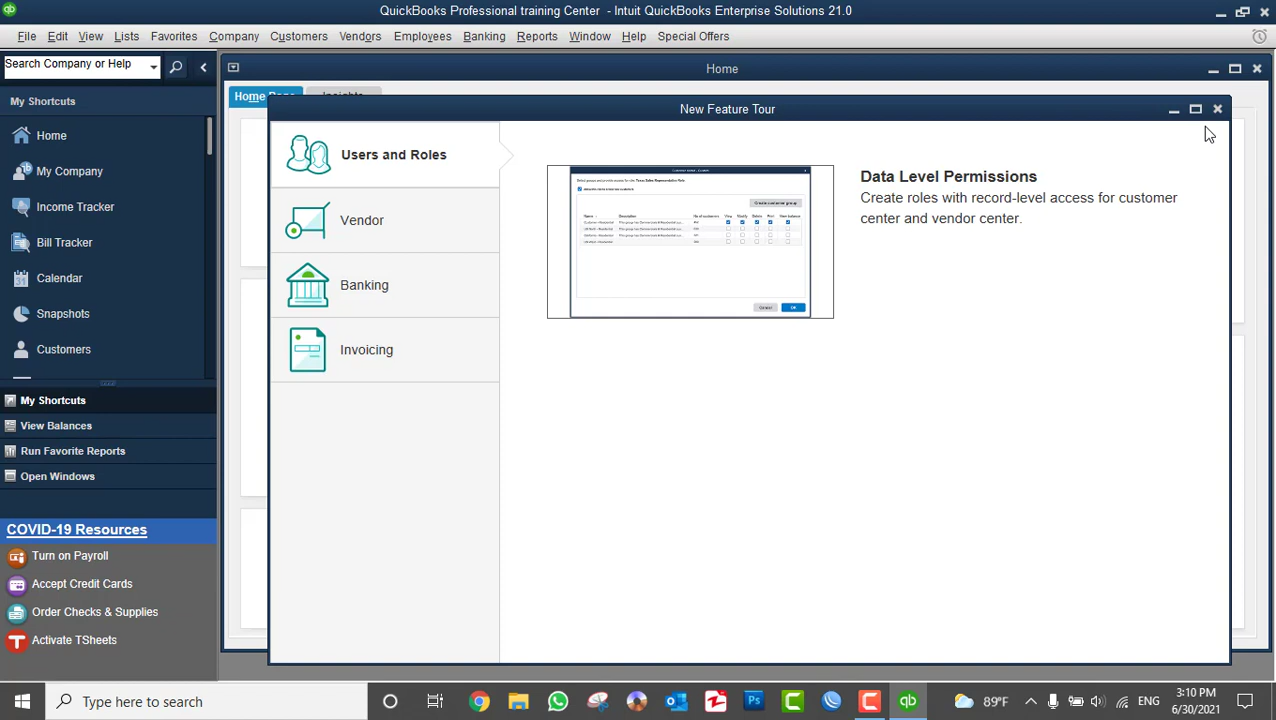 QuickBooks Professional training Center - Intuit QuickBooks Enterprise Solutions 21.0
File Edit View Lists Favorites Company Customers Vendors Employees Banking Reports Window Help Special Offers
Search Company or Help
Home
My Shortcuts
New Feature Tour
Home
My Company
Income Tracker
Bill Tracker
Calendar
Snapshots
Customers
Users and Roles
Vendor
Banking
Invoicing
Create customer group
Cancel OK
Data Level Permissions
Create roles with record-level access for customer
center and vendor center.
My Shortcuts
View Balances
Run Favorite Reports
Open Windows
COVID-19 Resources
Turn on Payroll
Accept Credit Cards
Order Checks & Supplies
Activate TSheets
Type here to search
89°F
ENG
3:10 PM
6/30/2021